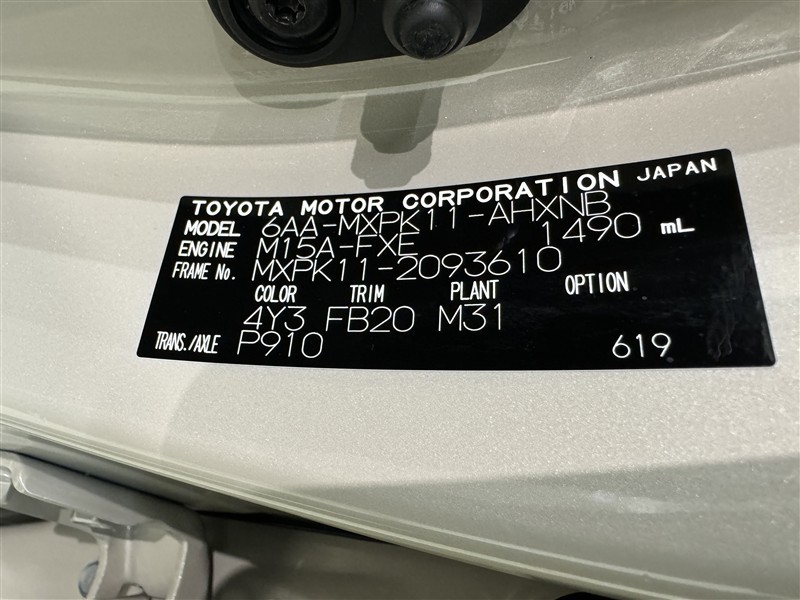 TOYOTA MOTOR CORPORATION JAPAN
MODEL 6AA-MXPK11-AHXNB
ENGINE M15A-FXE 1490 mL
FRAME No. MXPK11-2093610
COLOR TRIM PLANT OPTION
4Y3 FB20 M31
TRANS./AXLE P910 619